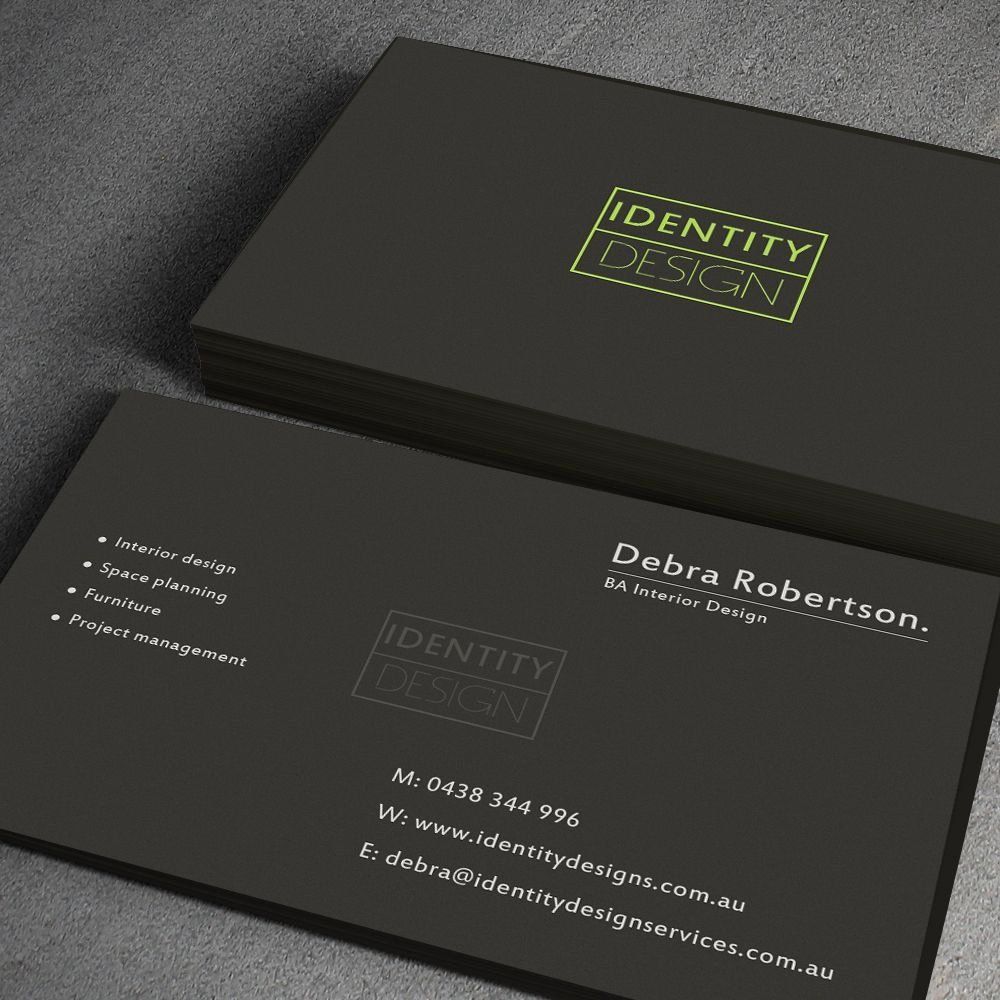 IDENTITY
DESIGN
Debra Robertson.
BA Interior Design
• Interior design
• Space planning
• Furniture
• Project management
IDENTITY
DESIGN
M: 0438 344 996
W: www.identitydesigns.com.au
E: debra@identitydesignservices.com.au